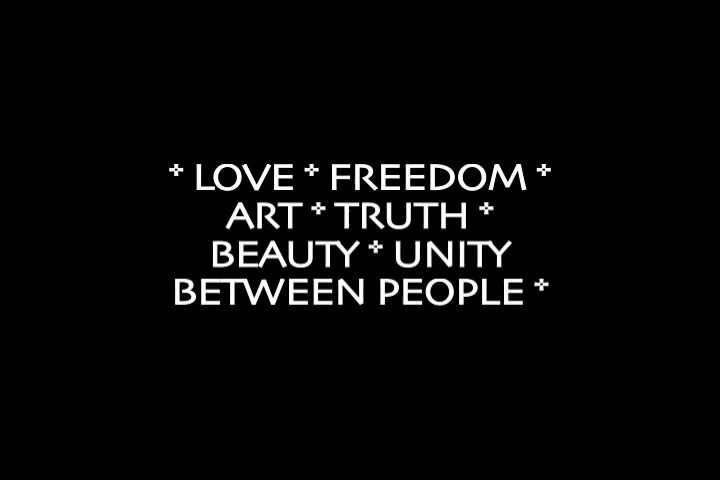 * LOVE * FREEDOM *
ART * TRUTH *
BEAUTY * UNITY
BETWEEN PEOPLE *